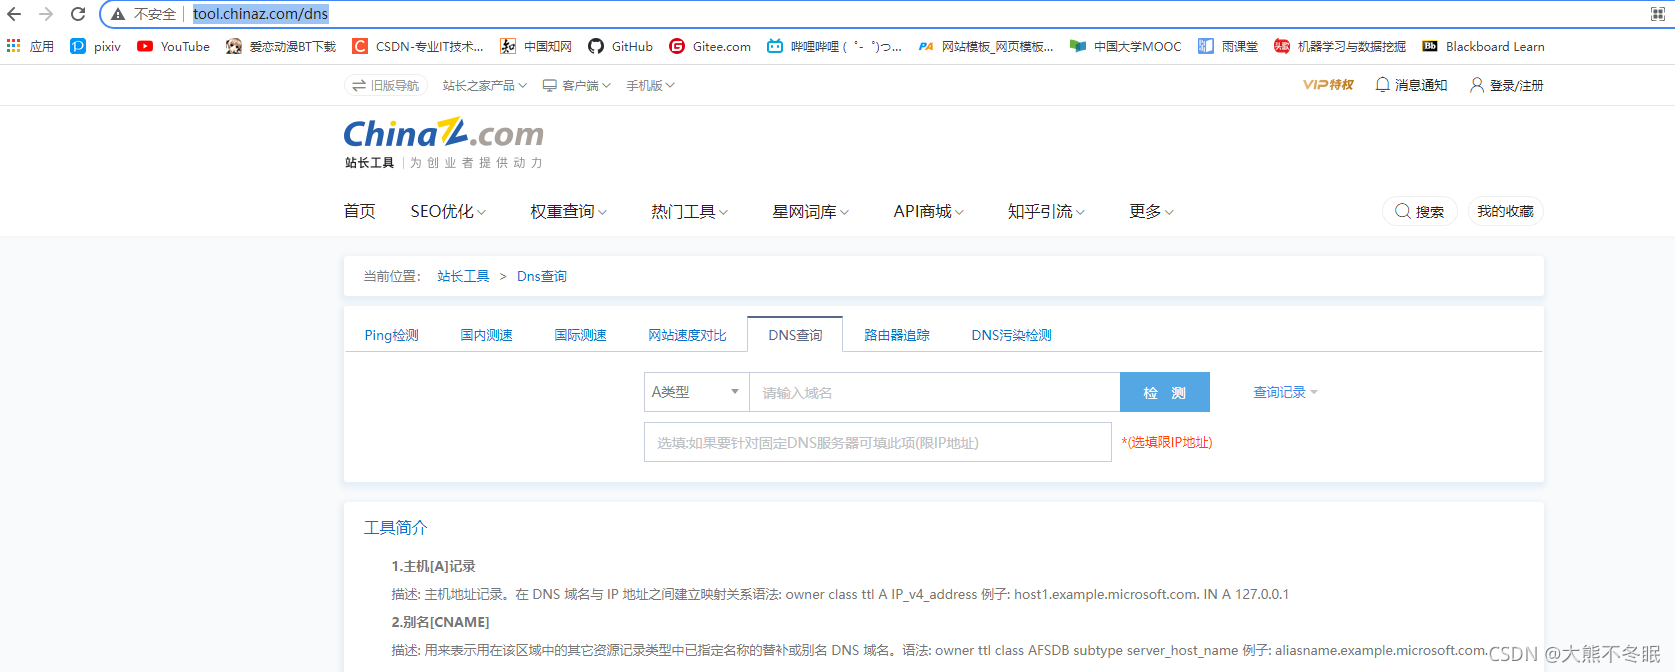 不安全 tool.chinaz.com/dns
应用 pixiv YouTube 爱恋动漫BT下载 CSDN-专业IT技术... 中国知网 GitHub Gitee.com 哔哩哔哩 ( ゜- ゜)つ... 网站模板_网页模板... 中国大学MOOC 雨课堂 机器学习与数据挖掘 Blackboard Learn
旧版导航 站长之家产品 客户端 手机版 VIP特权 消息通知 登录/注册
ChinaZ.com
站长工具 为创业者提供动力
首页 SEO优化 权重查询 热门工具 星网词库 API商城 知乎引流 更多 搜索 我的收藏
当前位置: 站长工具 > Dns查询
Ping检测 国内测速 国际测速 网站速度对比 DNS查询 路由器追踪 DNS污染检测
A类型 请输入域名 检 测 查询记录
选填:如果要针对固定DNS服务器可填此项(限IP地址) *(选填限IP地址)
工具简介
1.主机[A]记录
描述: 主机地址记录。在 DNS 域名与 IP 地址之间建立映射关系语法: owner class ttl A IP_v4_address 例子: host1.example.microsoft.com. IN A 127.0.0.1
2.别名[CNAME]
描述: 用来表示用在该区域中的其它资源记录类型中已指定名称的替补或别名 DNS 域名。语法: owner ttl class AFSDB subtype server_host_name 例子: aliasname.example.microsoft.com.
CSDN @大熊不冬眠